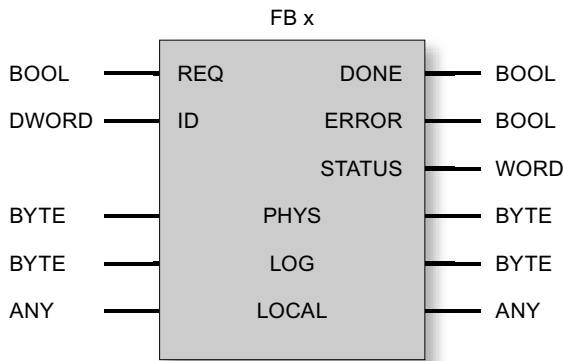 FB x
BOOL REQ DONE BOOL
DWORD ID ERROR BOOL
STATUS WORD
BYTE PHYS BYTE
BYTE LOG BYTE
ANY LOCAL ANY